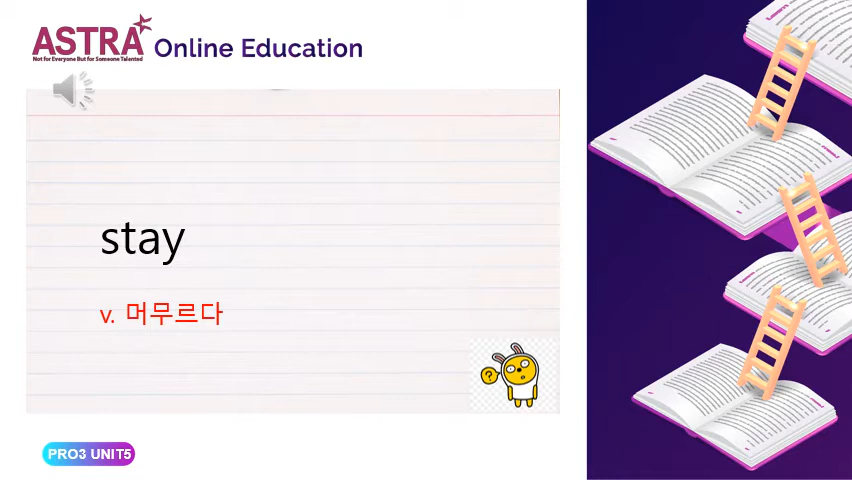 ASTRA
Not for Everyone But for Someone Talented
Online Education
stay
v. 머무르다
?
PRO3 UNIT5